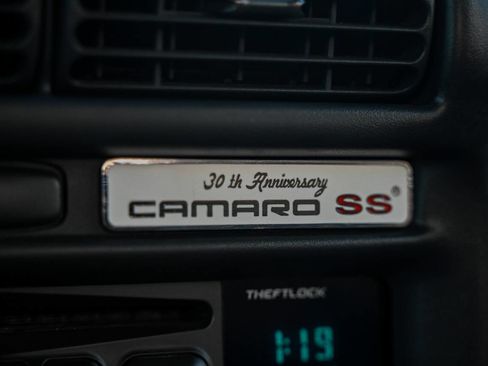 30 th Anniversary
CAMARO SS®
THEFTLOCK
1:19